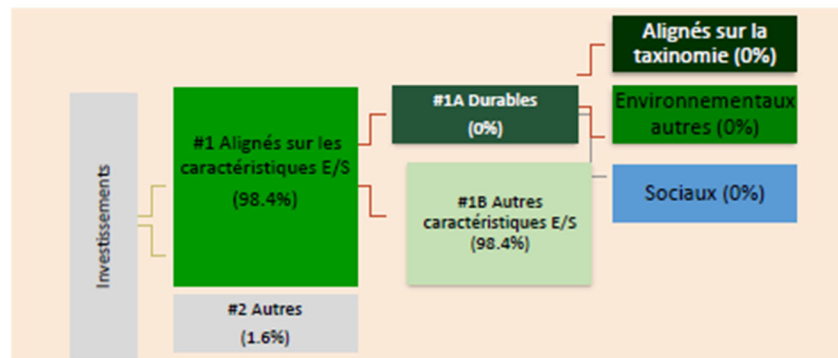 Investissements
#1 Alignés sur les
caractéristiques E/S
(98.4%)
#2 Autres
(1.6%)
#1A Durables
(0%)
#1B Autres
caractéristiques E/S
(98.4%)
Alignés sur la
taxinomie (0%)
Environnementaux
autres (0%)
Sociaux (0%)